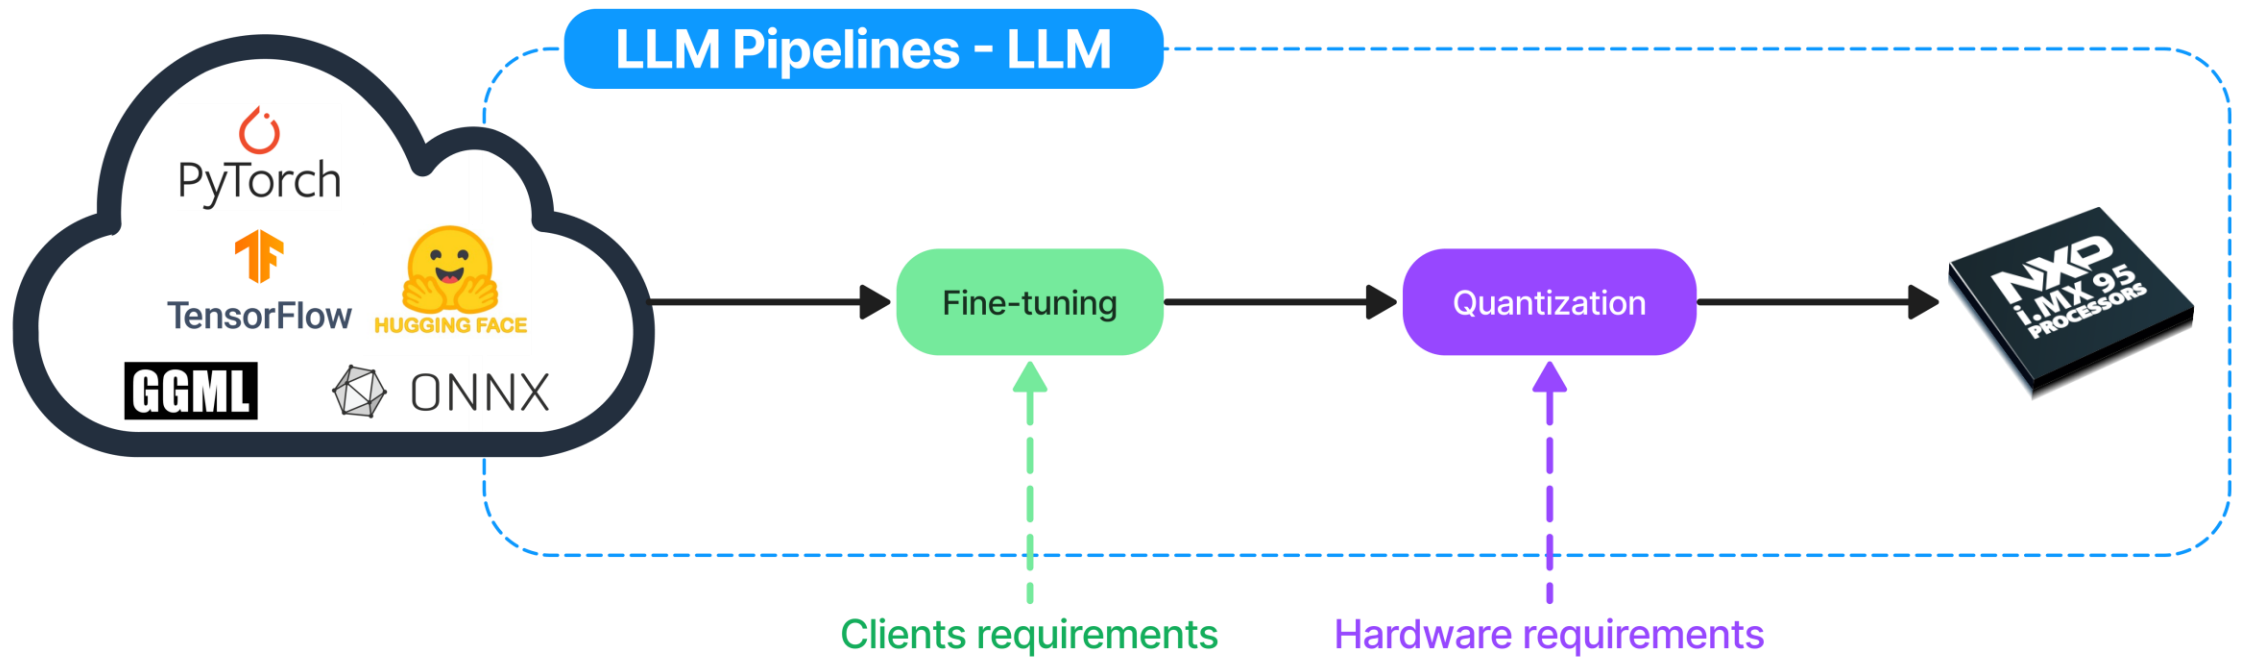 LLM Pipelines - LLM
PyTorch
TensorFlow
HUGGING FACE
GGML
ONNX
Fine-tuning
Quantization
NXP
i.MX 95
PROCESSORS
Clients requirements
Hardware requirements